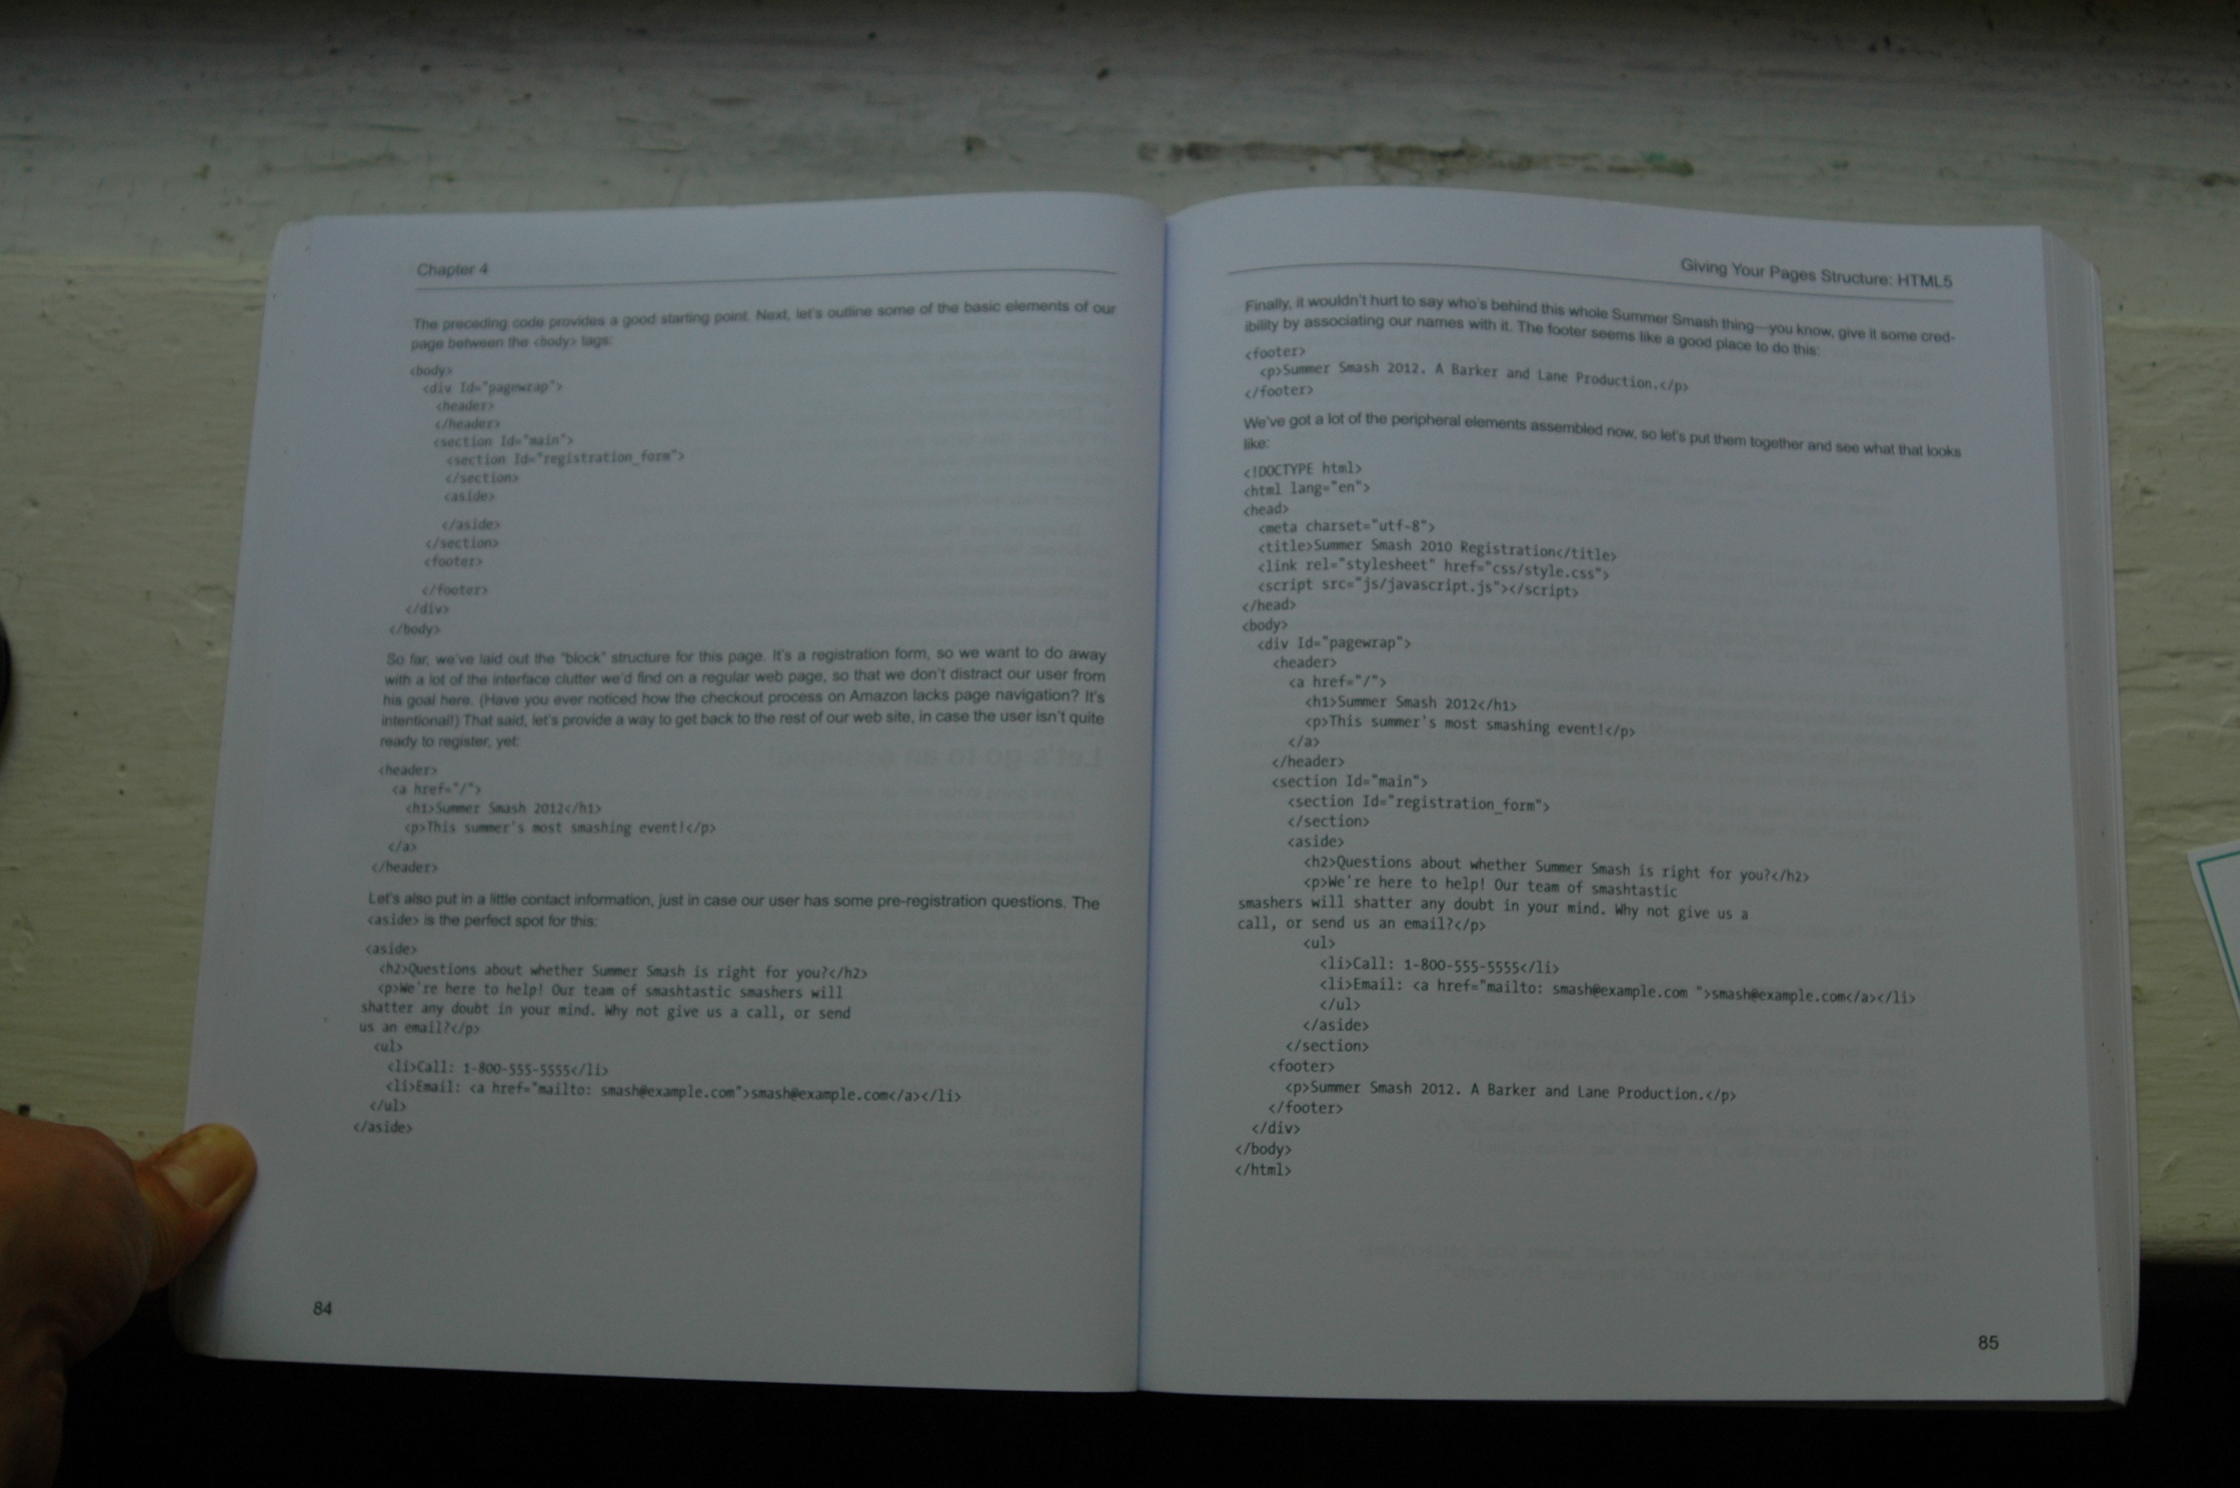 Chapter 4
The preceding code provides a good starting point. Next, let's outline some of the basic elements of our
page between the <body> tags:
<body>
<div Id="pagewrap">
<header>
</header>
<section Id="main">
<section Id="registration_form">
</section>
<aside>
</aside>
</section>
<footer>
</footer>
</div>
</body>
So far, we've laid out the "block" structure for this page. It's a registration form, so we want to do away
with a lot of the interface clutter we'd find on a regular web page, so that we don't distract our user from
his goal here. (Have you ever noticed how the checkout process on Amazon lacks page navigation? It's
intentional!) That said, let's provide a way to get back to the rest of our web site, in case the user isn't quite
ready to register, yet:
<header>
<a href="/">
<h1>Summer Smash 2012</h1>
<p>This summer's most smashing event!</p>
</a>
</header>
Let's also put in a little contact information, just in case our user has some pre-registration questions. The
<aside> is the perfect spot for this:
<aside>
<h2>Questions about whether Summer Smash is right for you?</h2>
<p>We're here to help! Our team of smashtastic smashers will
shatter any doubt in your mind. Why not give us a call, or send
us an email?</p>
<ul>
<li>Call: 1-800-555-5555</li>
<li>Email: <a href="mailto: smash@example.com">smash@example.com</a></li>
</ul>
</aside>
84
Giving Your Pages Structure: HTML5
Finally, it wouldn't hurt to say who's behind this whole Summer Smash thing—you know, give it some cred-
ibility by associating our names with it. The footer seems like a good place to do this:
<footer>
<p>Summer Smash 2012. A Barker and Lane Production.</p>
</footer>
We've got a lot of the peripheral elements assembled now, so let's put them together and see what that looks
like:
<!DOCTYPE html>
<html lang="en">
<head>
<meta charset="utf-8">
<title>Summer Smash 2010 Registration</title>
<link rel="stylesheet" href="css/style.css">
<script src="js/javascript.js"></script>
</head>
<body>
<div Id="pagewrap">
<header>
<a href="/">
<h1>Summer Smash 2012</h1>
<p>This summer's most smashing event!</p>
</a>
</header>
<section Id="main">
<section Id="registration_form">
</section>
<aside>
<h2>Questions about whether Summer Smash is right for you?</h2>
<p>We're here to help! Our team of smashtastic
smashers will shatter any doubt in your mind. Why not give us a
call, or send us an email?</p>
<ul>
<li>Call: 1-800-555-5555</li>
<li>Email: <a href="mailto: smash@example.com ">smash@example.com</a></li>
</ul>
</aside>
</section>
<footer>
<p>Summer Smash 2012. A Barker and Lane Production.</p>
</footer>
</div>
</body>
</html>
85